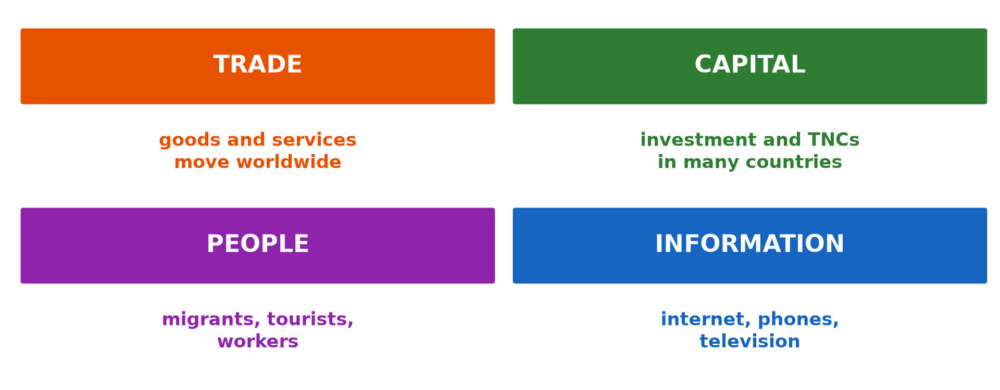 TRADE
goods and services
move worldwide
CAPITAL
investment and TNCs
in many countries
PEOPLE
migrants, tourists,
workers
INFORMATION
internet, phones,
television